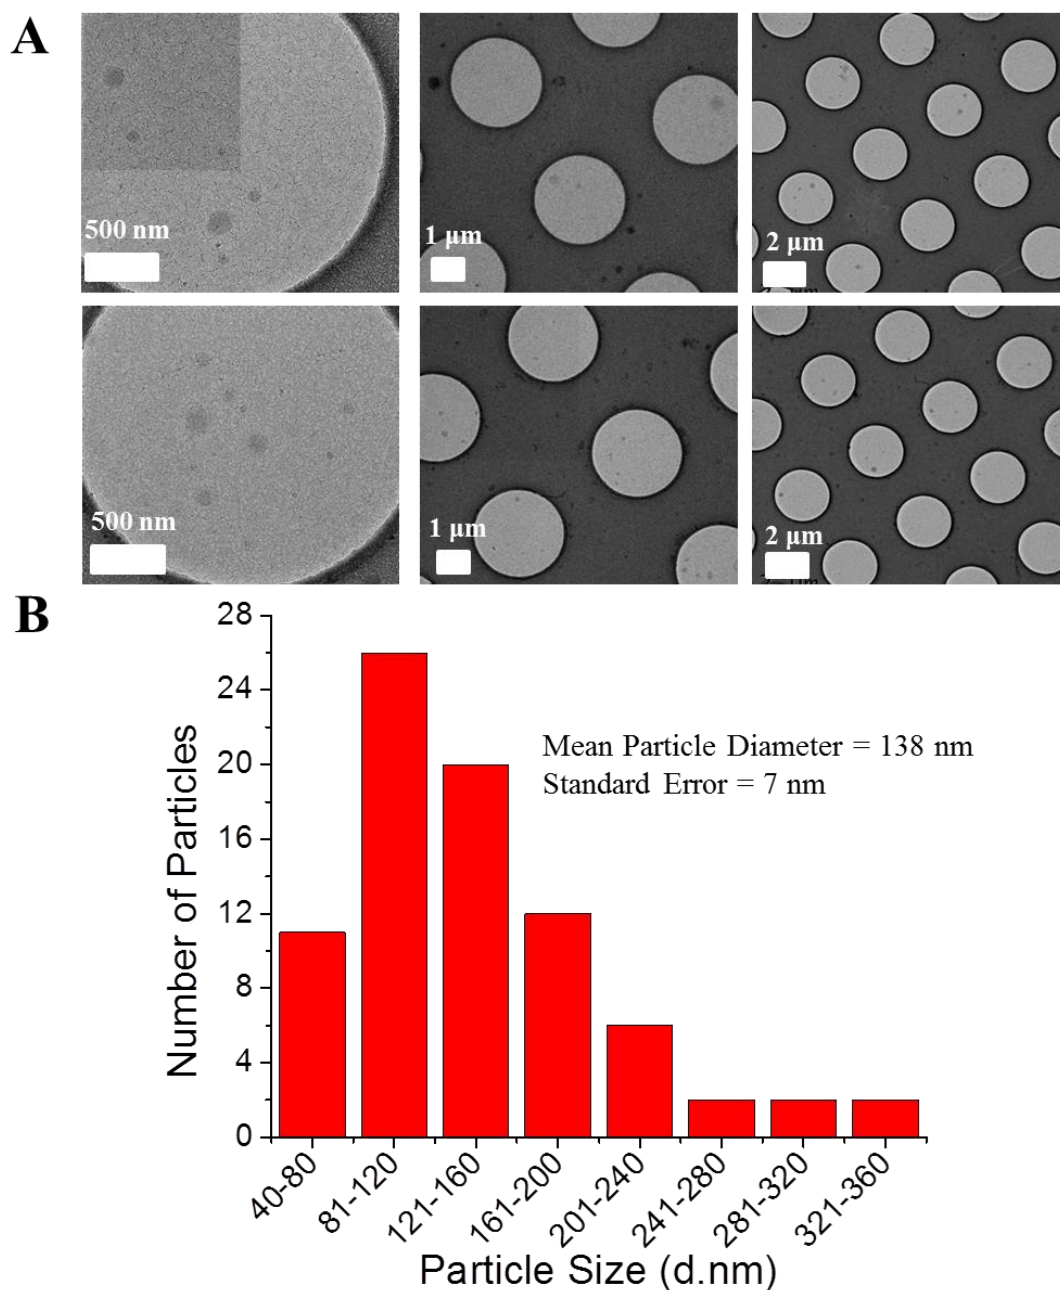 A
500 nm
1 µm
2 µm
500 nm
1 µm
2 µm
B
28
24
20
16
12
8
4
0
Number of Particles
Mean Particle Diameter = 138 nm
Standard Error = 7 nm
40-80
81-120
121-160
161-200
201-240
241-280
281-320
321-360
Particle Size (d.nm)